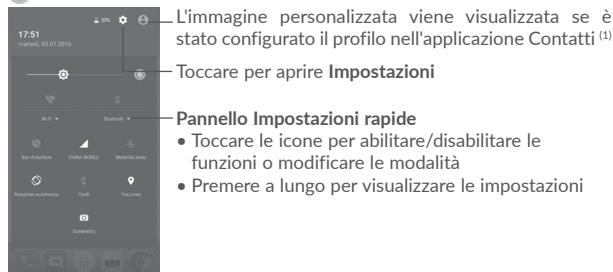 35%
17:51
martedì, 05.07.2016
Wi-Fi
Bluetooth
Non disturbare
CHINA MOBILE
Modalità aereo
Rotazione automatica
Flash
Posizione
Screenshot
L'immagine personalizzata viene visualizzata se è
stato configurato il profilo nell'applicazione Contatti (1)
Toccare per aprire Impostazioni
Pannello Impostazioni rapide
• Toccare le icone per abilitare/disabilitare le
funzioni o modificare le modalità
• Premere a lungo per visualizzare le impostazioni